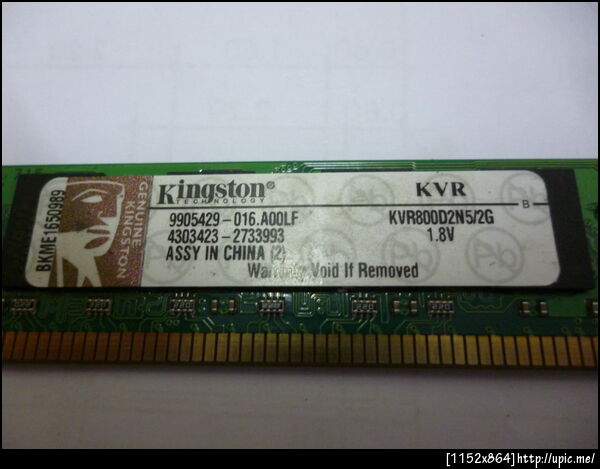 BKME1650989
GENUINE
KINGSTON
Kingston®
TECHNOLOGY
KVR
B
9905429-016.A00LF
KVR800D2N5/2G
4303423-2733993
1.8V
ASSY IN CHINA (2)
Warranty Void If Removed
Pb
[1152x864]http://upic.me/